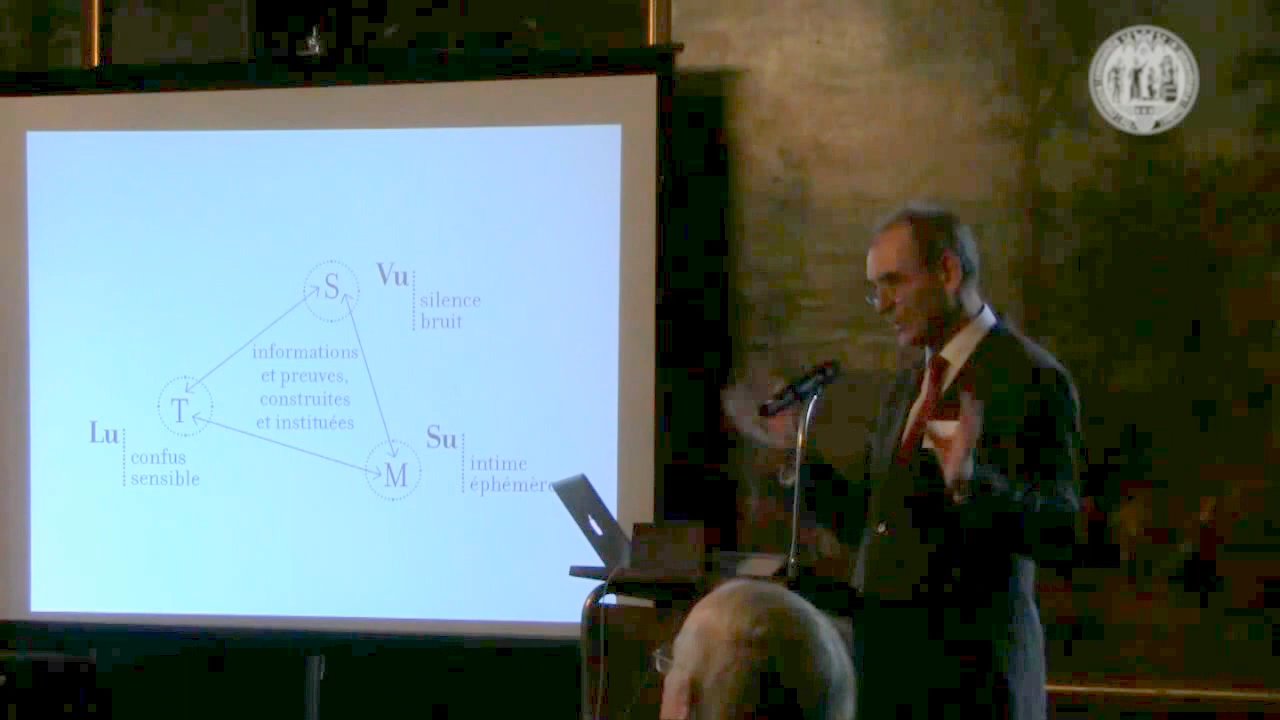 S
Vu
silence
bruit
informations
et preuves,
construites
et instituées
T
Lu
confus
sensible
M
Su
intime
éphémère